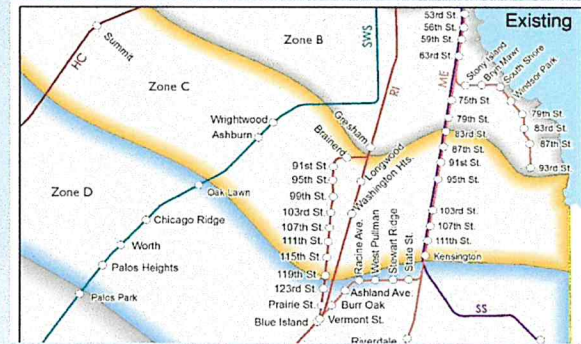 Existing
53rd St.
56th St.
59th St.
63rd St.
Zone B
SWS
HC
Summit
RI
ME
Stony Island
Bryn Mawr
South Shore
Windsor Park
Zone C
75th St.
79th St.
79th St.
83rd St.
83rd St.
87th St.
87th St.
93rd St.
Wrightwood
Ashburn
Gresham
Brainerd
91st St.
91st St.
95th St.
95th St.
Longwood
Washington Hts.
99th St.
Zone D
Oak Lawn
103rd St.
103rd St.
107th St.
107th St.
111th St.
111th St.
Chicago Ridge
Worth
115th St.
Racine Ave.
West Pullman
Stewart Ridge
State St.
Kensington
Palos Heights
119th St.
123rd St.
Ashland Ave.
Palos Park
Prairie St.
Burr Oak
Blue Island
Vermont St.
SS
Riverdale